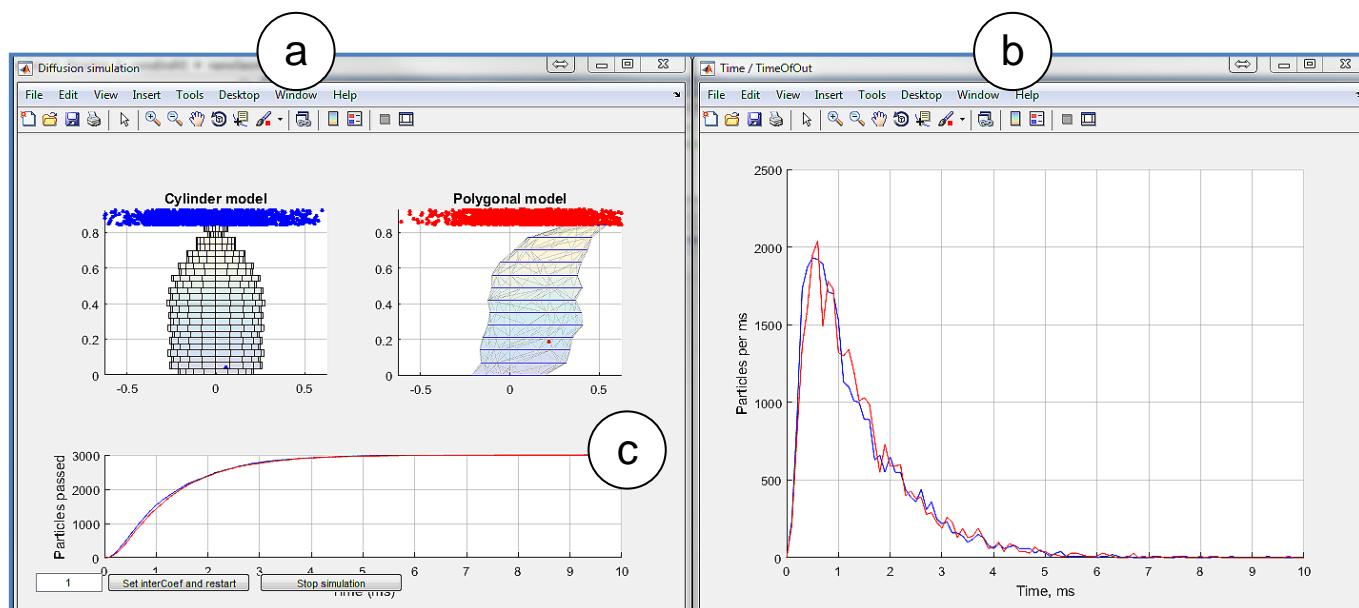 a
b
Diffusion simulation
File Edit View Insert Tools Desktop Window Help
Cylinder model
Polygonal model
0.8
0.6
0.4
0.2
0
-0.5 0 0.5
0.8
0.6
0.4
0.2
0
-0.5 0 0.5
c
Particles passed
3000
2000
1000
0
0 1 2 3 4 5 6 7 8 9 10
Time (ms)
1
Set interCoef and restart
Stop simulation
Time / TimeOfOut
File Edit View Insert Tools Desktop Window Help
Particles per ms
2500
2000
1500
1000
500
0
0 1 2 3 4 5 6 7 8 9 10
Time, ms